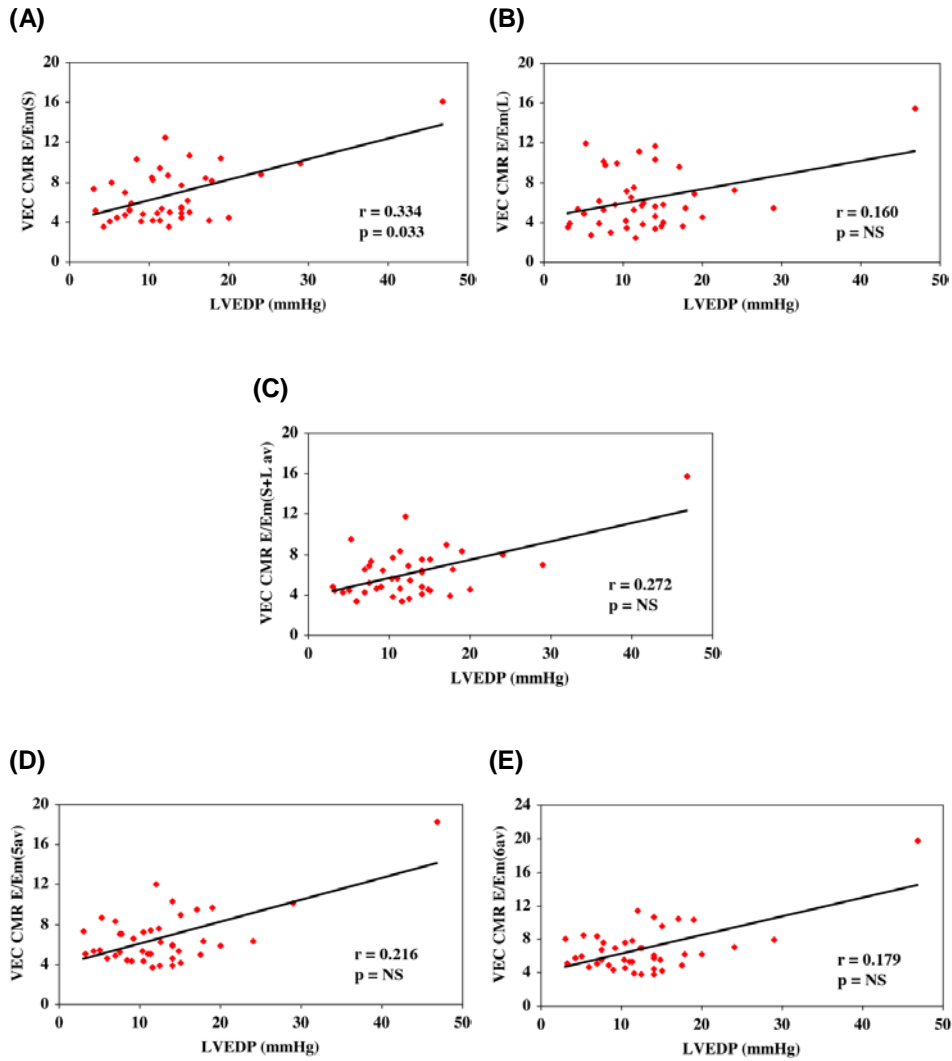 (A)
(B)
20
16
12
8
4
0
VEC CMR E/Em(S)
r = 0.334
p = 0.033
0 10 20 30 40 50
LVEDP (mmHg)
20
16
12
8
4
0
VEC CMR E/Em(L)
r = 0.160
p = NS
0 10 20 30 40 50
LVEDP (mmHg)
(C)
20
16
12
8
4
0
VEC CMR E/Em(S+L av)
r = 0.272
p = NS
0 10 20 30 40 50
LVEDP (mmHg)
(D)
(E)
20
16
12
8
4
0
VEC CMR E/Em(5av)
r = 0.216
p = NS
0 10 20 30 40 50
LVEDP (mmHg)
24
20
16
12
8
4
0
VEC CMR E/Em(6av)
r = 0.179
p = NS
0 10 20 30 40 50
LVEDP (mmHg)